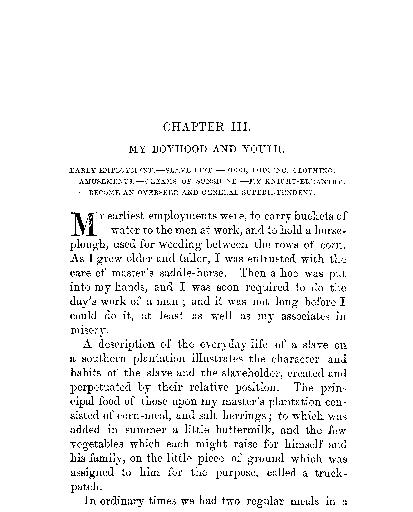 CHAPTER III.
MY BOYHOOD AND YOUTH.
EARLY EMPLOYMENT.—SLAVE LIFE.—FOOD, LODGING, CLOTHING.
AMUSEMENTS.—GLEAMS OF SUNSHINE.—MY KNIGHT-ERRANTRY.
BECOME AN OVERSEER AND GENERAL SUPERINTENDENT.
My earliest employments were, to carry buckets of
water to the men at work, and to hold a horse-
plough, used for weeding between the rows of corn.
As I grew older and taller, I was entrusted with the
care of master's saddle-horse. Then a hoe was put
into my hands, and I was soon required to do the
day's work of a man; and it was not long before I
could do it, at least as well as my associates in
misery.
A description of the everyday life of a slave on
a southern plantation illustrates the character and
habits of the slave and the slaveholder, created and
perpetuated by their relative position. The prin-
cipal food of those upon my master's plantation con-
sisted of corn-meal, and salt herrings; to which was
added in summer a little buttermilk, and the few
vegetables which each might raise for himself and
his family, on the little piece of ground which was
assigned to him for the purpose, called a truck-
patch.
In ordinary times we had two regular meals in a